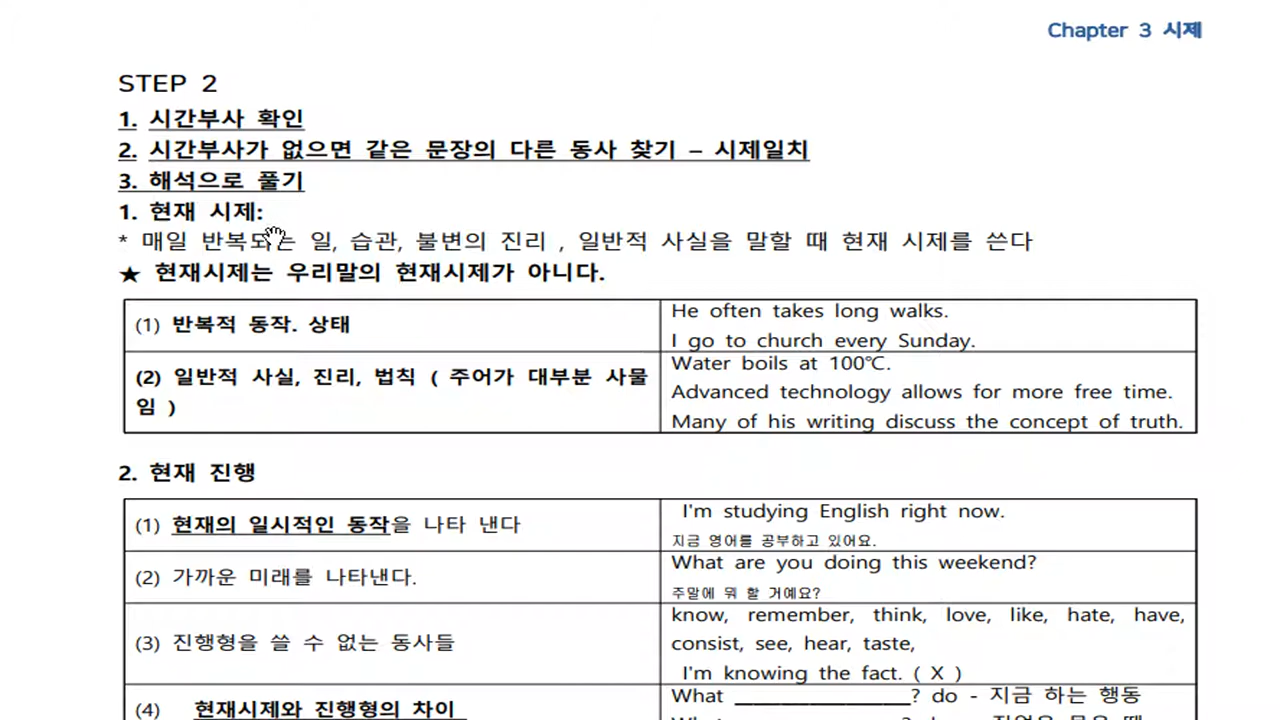 Chapter 3 시제
STEP 2
1. 시간부사 확인
2. 시간부사가 없으면 같은 문장의 다른 동사 찾기 – 시제일치
3. 해석으로 풀기
1. 현재 시제:
* 매일 반복되는 일, 습관, 불변의 진리 , 일반적 사실을 말할 때 현재 시제를 쓴다
★ 현재시제는 우리말의 현재시제가 아니다.
(1) 반복적 동작. 상태
He often takes long walks.
I go to church every Sunday.
(2) 일반적 사실, 진리, 법칙 ( 주어가 대부분 사물
임 )
Water boils at 100℃.
Advanced technology allows for more free time.
Many of his writing discuss the concept of truth.
2. 현재 진행
(1) 현재의 일시적인 동작을 나타 낸다
I'm studying English right now.
지금 영어를 공부하고 있어요.
(2) 가까운 미래를 나타낸다.
What are you doing this weekend?
주말에 뭐 할 거예요?
(3) 진행형을 쓸 수 없는 동사들
know, remember, think, love, like, hate, have,
consist, see, hear, taste,
I'm knowing the fact. ( X )
(4) 현재시제와 진행형의 차이
What ________________? do - 지금 하는 행동